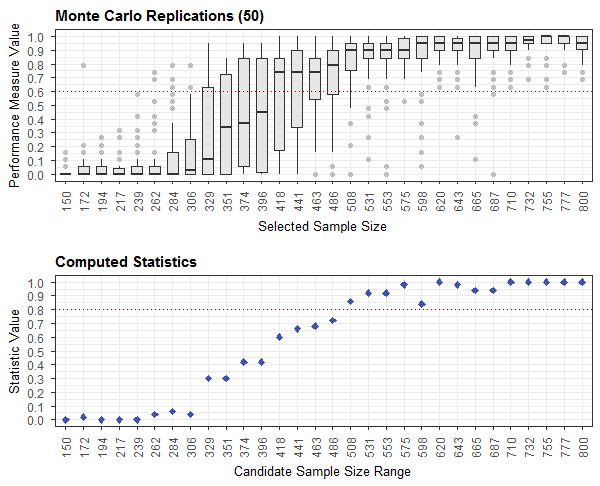 Monte Carlo Replications (50)
Performance Measure Value
1.0
0.9
0.8
0.7
0.6
0.5
0.4
0.3
0.2
0.1
0.0
150 172 194 217 239 262 284 306 329 351 374 396 418 441 463 486 508 531 553 575 598 620 643 665 687 710 732 755 777 800
Selected Sample Size
Computed Statistics
Statistic Value
1.0
0.9
0.8
0.7
0.6
0.5
0.4
0.3
0.2
0.1
0.0
150 172 194 217 239 262 284 306 329 351 374 396 418 441 463 486 508 531 553 575 598 620 643 665 687 710 732 755 777 800
Candidate Sample Size Range